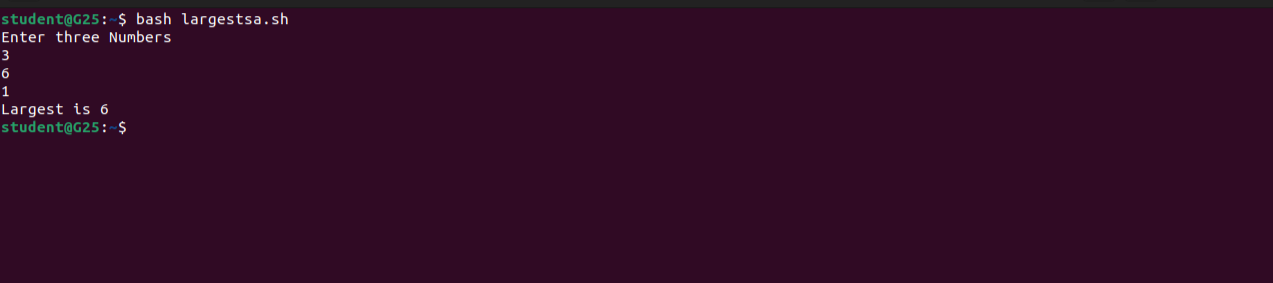 student@G25:~$ bash largestsa.sh
Enter three Numbers
3
6
1
Largest is 6
student@G25:~$